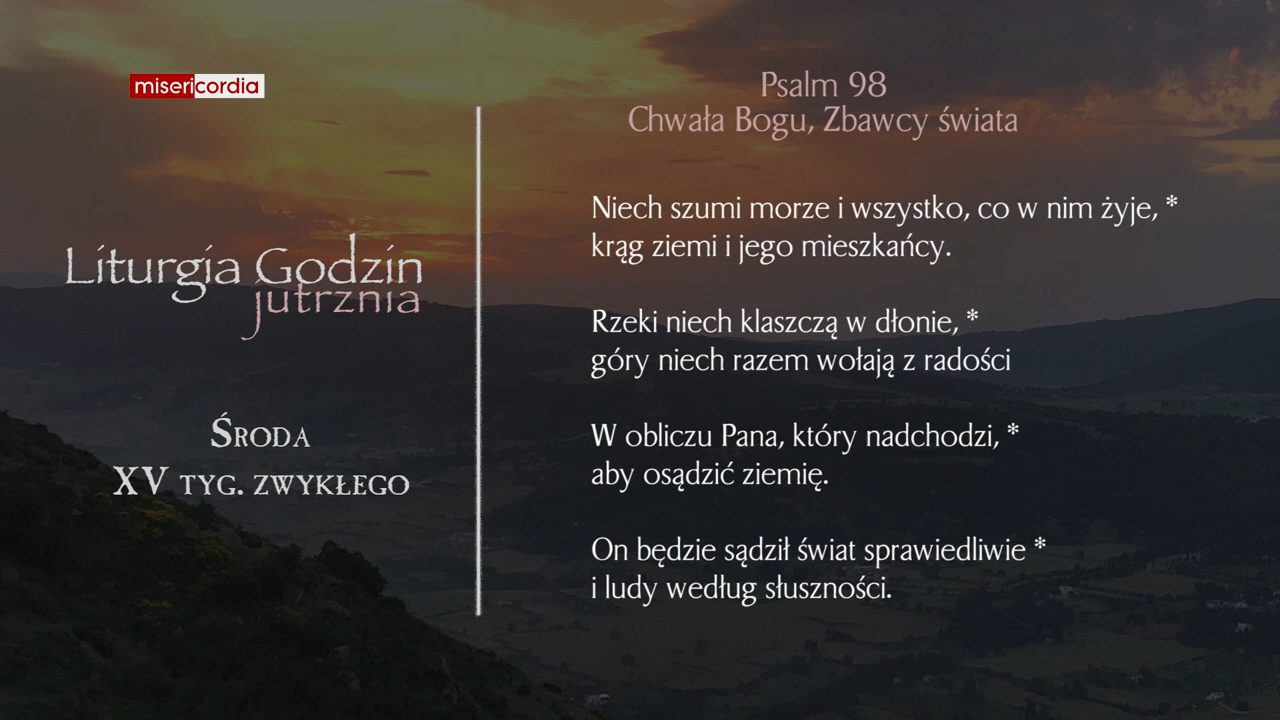 misericordia
Liturgia Godzin
jutrznia
Środa
XV tyg. zwykłego
Psalm 98
Chwała Bogu, Zbawcy świata
Niech szumi morze i wszystko, co w nim żyje, *
krąg ziemi i jego mieszkańcy.
Rzeki niech klaszczą w dłonie, *
góry niech razem wołają z radości
W obliczu Pana, który nadchodzi, *
aby osądzić ziemię.
On będzie sądził świat sprawiedliwie *
i ludy według słuszności.